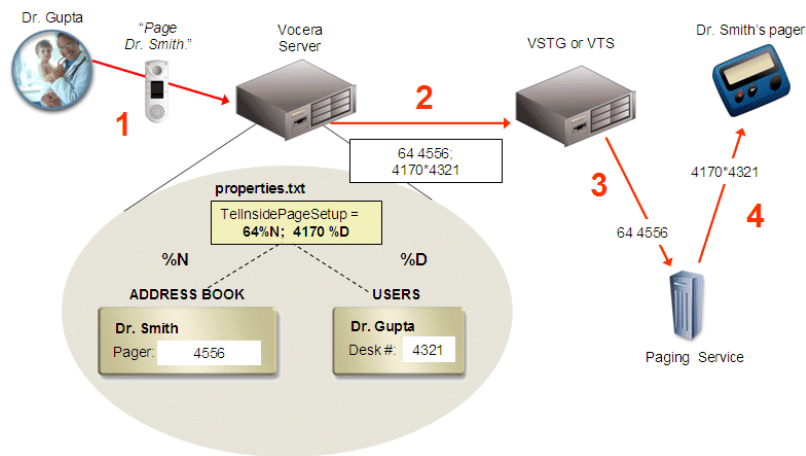 Dr. Gupta
"Page
Dr. Smith."
Vocera
Server
VSTG or VTS
Dr. Smith's pager
1
2
64 4556;
4170*4321
3
4170*4321
4
64 4556
properties.txt
TelInsidePageSetup =
64%N; 4170 %D
%N
%D
ADDRESS BOOK
USERS
Dr. Smith
Pager: 4556
Dr. Gupta
Desk #: 4321
Paging Service